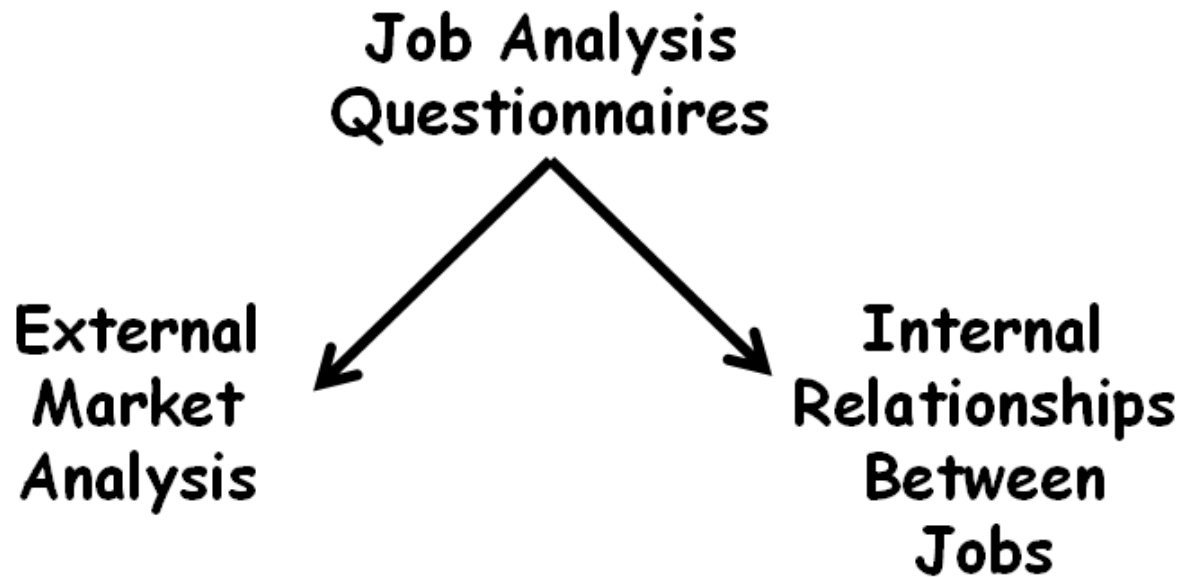 Job Analysis
Questionnaires
External
Market
Analysis
Internal
Relationships
Between
Jobs